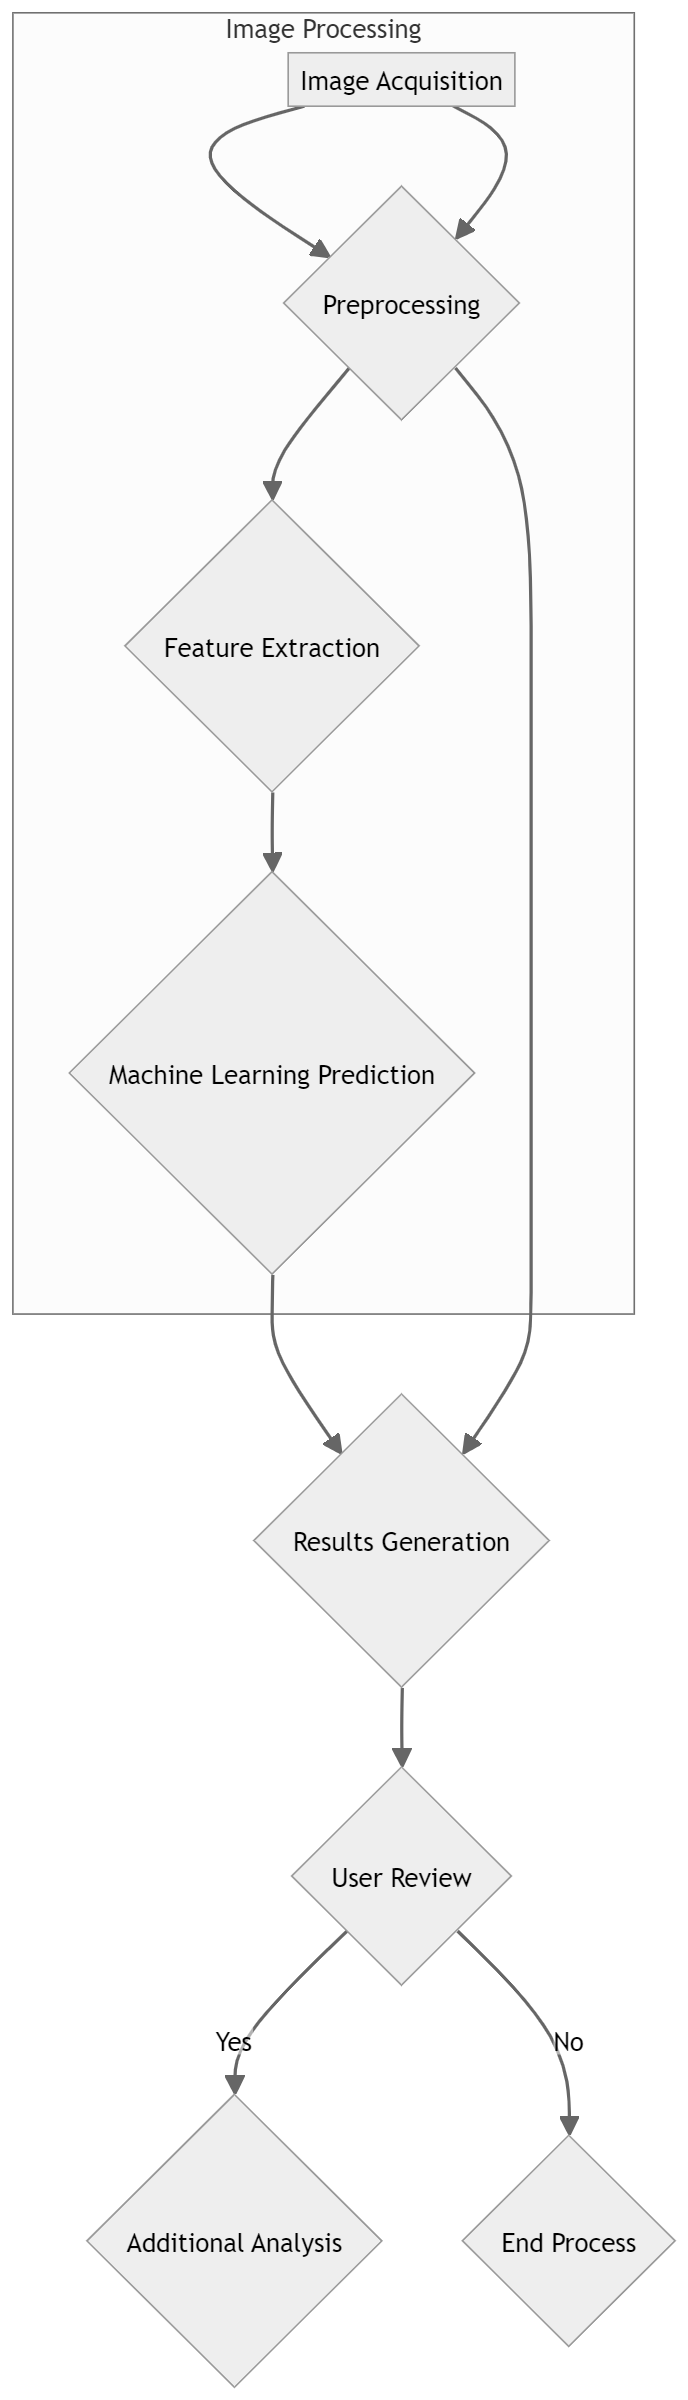 Image Processing
Image Acquisition
Preprocessing
Feature Extraction
Machine Learning Prediction
Results Generation
User Review
Yes
No
Additional Analysis
End Process